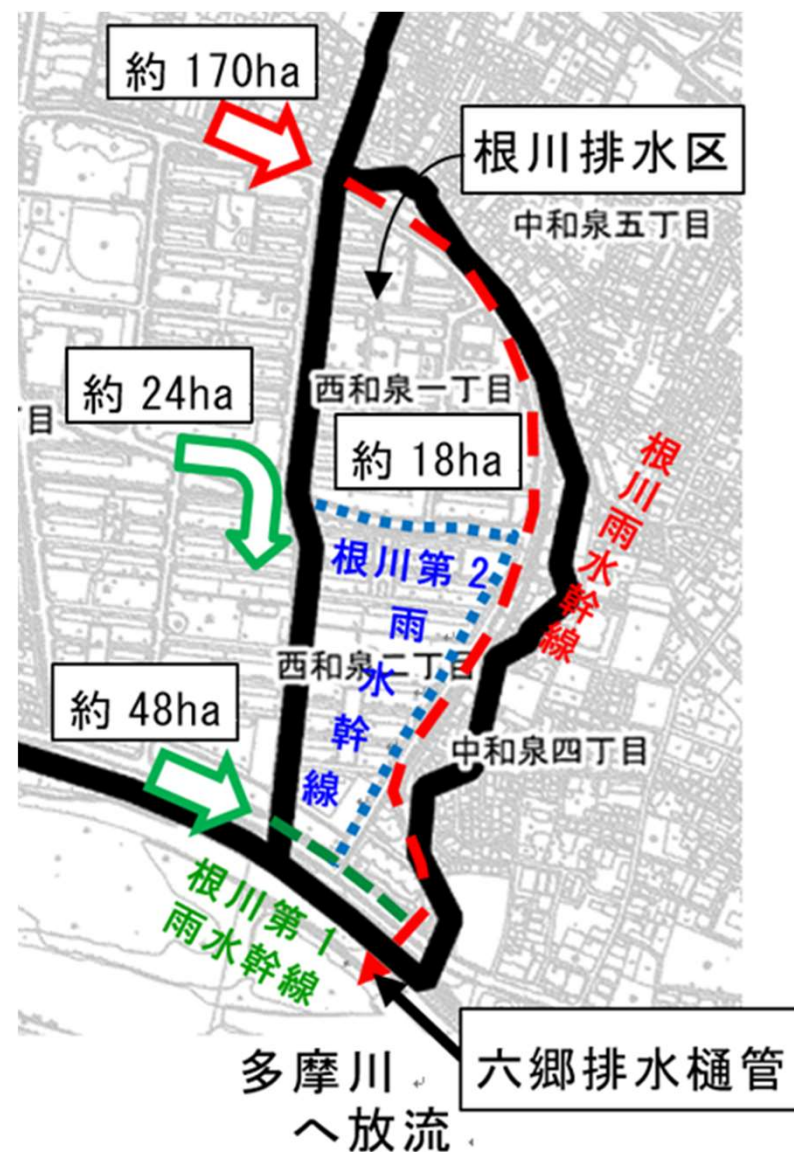 約 170ha
根川排水区
中和泉五丁目
約 24ha
目
西和泉一丁目
約 18ha
根川雨水幹線
根川第2
雨
水
幹
線
西和泉二丁目
約 48ha
中和泉四丁目
根川第1
雨水幹線
六郷排水樋管
多摩川
へ放流